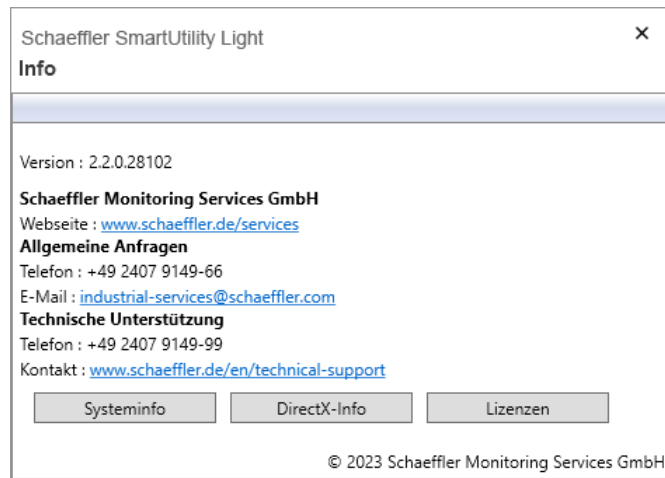 Schaeffler SmartUtility Light
Info
Version : 2.2.0.28102
Schaeffler Monitoring Services GmbH
Webseite : www.schaeffler.de/services
Allgemeine Anfragen
Telefon : +49 2407 9149-66
E-Mail : industrial-services@schaeffler.com
Technische Unterstützung
Telefon : +49 2407 9149-99
Kontakt : www.schaeffler.de/en/technical-support
Systeminfo DirectX-Info Lizenzen
© 2023 Schaeffler Monitoring Services GmbH